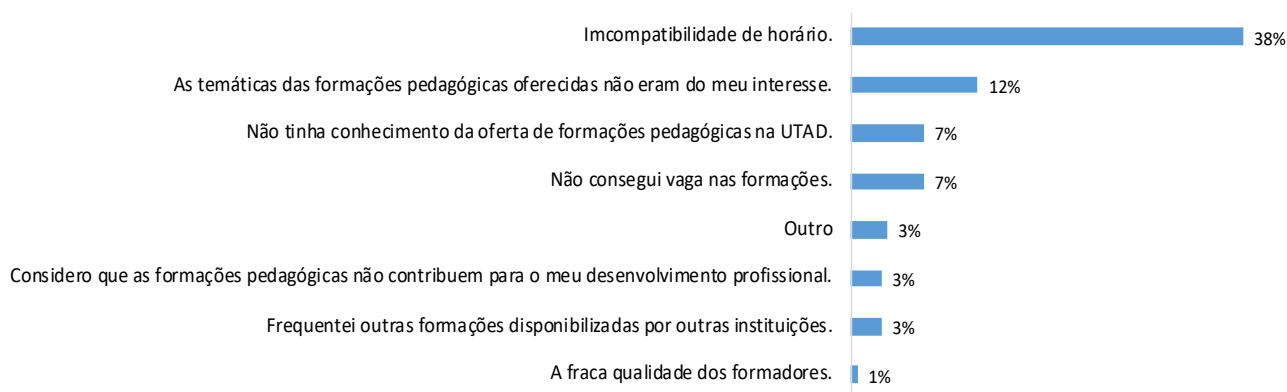 Imcompatibilidade de horário. 38%
As temáticas das formações pedagógicas oferecidas não eram do meu interesse. 12%
Não tinha conhecimento da oferta de formações pedagógicas na UTAD. 7%
Não consegui vaga nas formações. 7%
Outro 3%
Considero que as formações pedagógicas não contribuem para o meu desenvolvimento profissional. 3%
Frequentei outras formações disponibilizadas por outras instituições. 3%
A fraca qualidade dos formadores. 1%